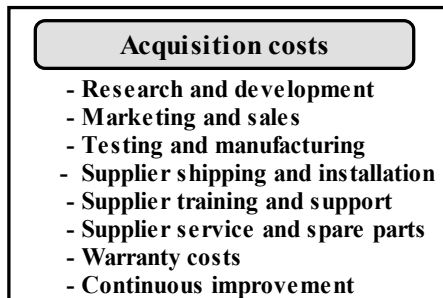 Acquisition costs
- Research and development
- Marketing and sales
- Testing and manufacturing
- Supplier shipping and installation
- Supplier training and support
- Supplier service and spare parts
- Warranty costs
- Continuous improvement